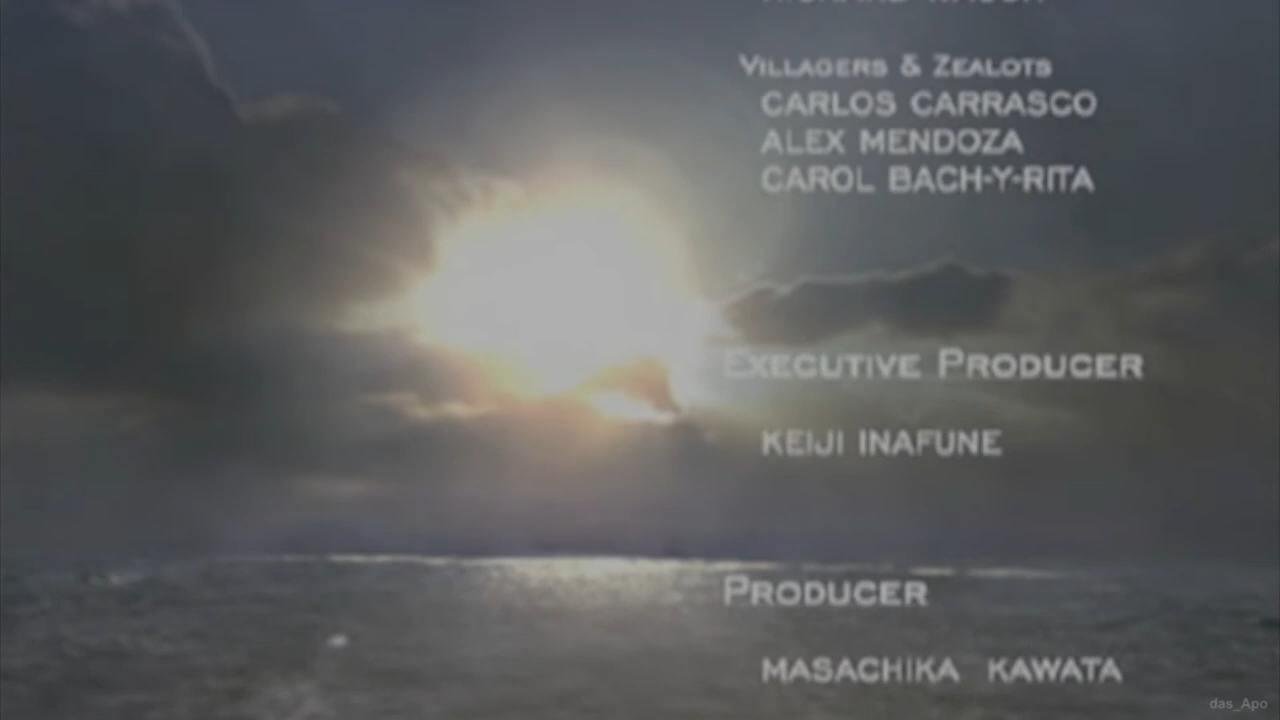 VILLAGERS & ZEALOTS
CARLOS CARRASCO
ALEX MENDOZA
CAROL BACH-Y-RITA
EXECUTIVE PRODUCER
KEIJI INAFUNE
PRODUCER
MASACHIKA KAWATA
das_Apo